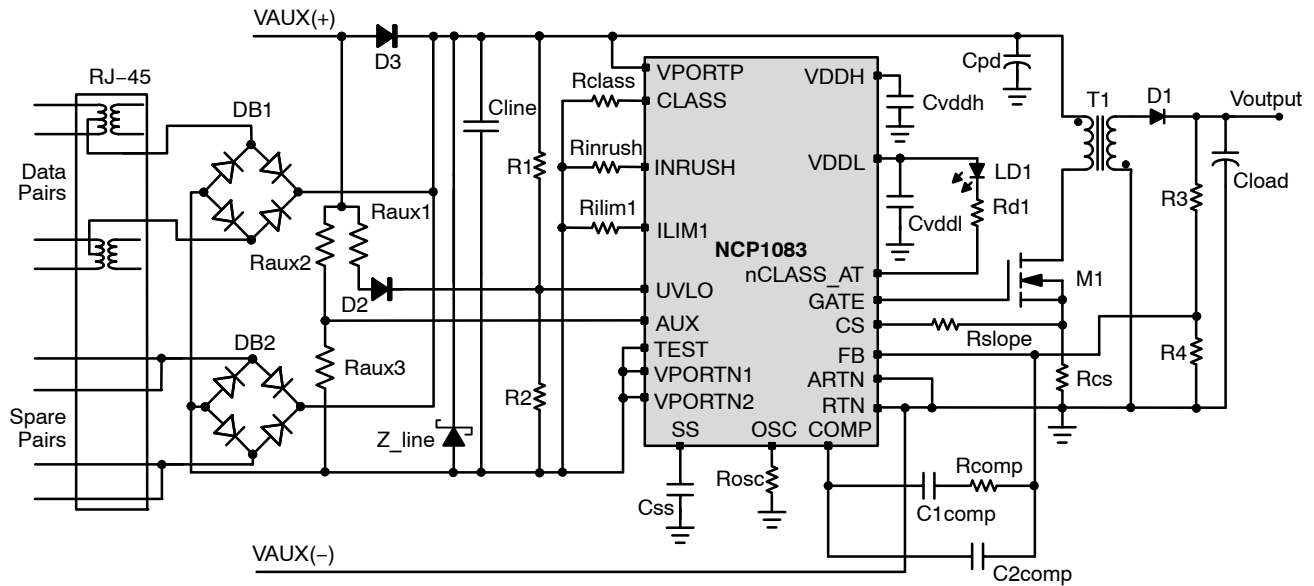 VAUX(+)
D3
RJ–45
DB1
Data
Pairs
Raux1
Raux2
D2
DB2
Raux3
Spare
Pairs
Z_line
Cline
R1
R2
Rclass
Rinrush
Rilim1
VPORTP
CLASS
INRUSH
ILIM1
NCP1083
UVLO
AUX
TEST
VPORTN1
VPORTN2
SS
OSC
COMP
VDDH
VDDL
nCLASS_AT
GATE
CS
FB
ARTN
RTN
Cvddh
Cpd
LD1
Cvddl
Rd1
T1
D1
Voutput
R3
Cload
M1
Rslope
R4
Rcs
Css
Rosc
Rcomp
C1comp
C2comp
VAUX(–)